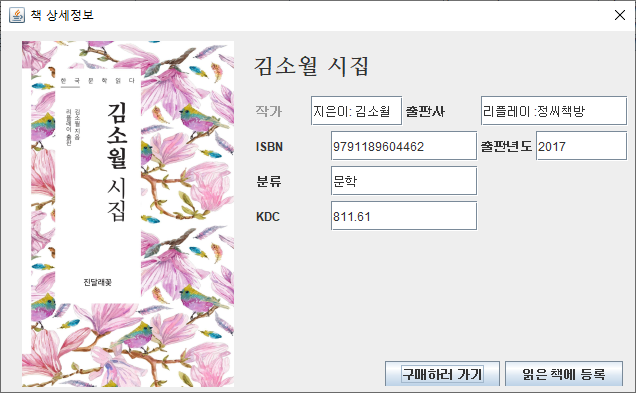 책 상세정보
한 국 문 학 읽 다
김소월 시집
김소월 지음
리플레이 출판
진달래꽃
김소월 시집
작가 지은이: 김소월 출판사 리플레이 :정씨책방
ISBN 9791189604462 출판년도 2017
분류 문학
KDC 811.61
구매하러 가기 읽은 책에 등록